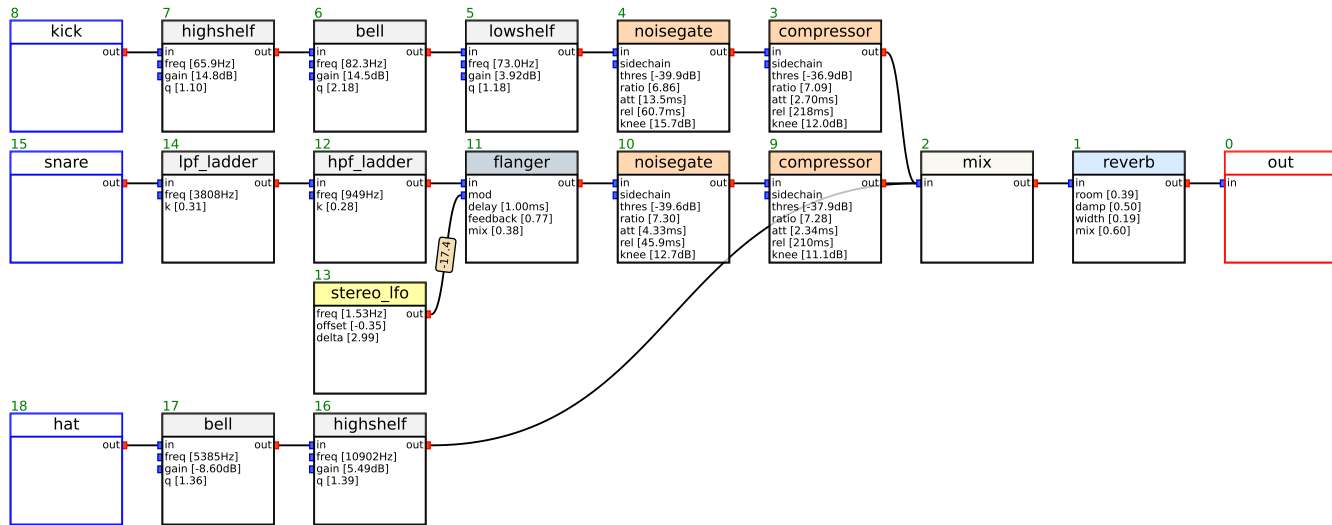 8
kick
out
7
highshelf
in out
freq [65.9Hz]
gain [14.8dB]
q [1.10]
6
bell
in out
freq [82.3Hz]
gain [14.5dB]
q [2.18]
5
lowshelf
in out
freq [73.0Hz]
gain [3.92dB]
q [1.18]
4
noisegate
in out
sidechain
thres [-39.9dB]
ratio [6.86]
att [13.5ms]
rel [60.7ms]
knee [15.7dB]
3
compressor
in out
sidechain
thres [-36.9dB]
ratio [7.09]
att [2.70ms]
rel [218ms]
knee [12.0dB]
15
snare
out
14
lpf_ladder
in out
freq [3808Hz]
k [0.31]
12
hpf_ladder
in out
freq [949Hz]
k [0.28]
11
flanger
in out
mod
delay [1.00ms]
feedback [0.77]
mix [0.38]
10
noisegate
in out
sidechain
thres [-39.6dB]
ratio [7.30]
att [4.33ms]
rel [45.9ms]
knee [12.7dB]
9
compressor
in out
sidechain
thres [-37.9dB]
ratio [7.28]
att [2.34ms]
rel [210ms]
knee [11.1dB]
2
mix
in out
1
reverb
in out
room [0.39]
damp [0.50]
width [0.19]
mix [0.60]
0
out
in
-17.4
13
stereo_lfo
freq [1.53Hz] out
offset [-0.35]
delta [2.99]
18
hat
out
17
bell
in out
freq [5385Hz]
gain [-8.60dB]
q [1.36]
16
highshelf
in out
freq [10902Hz]
gain [5.49dB]
q [1.39]